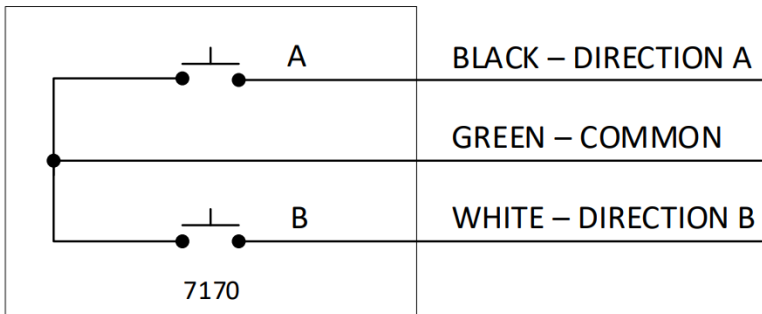 A
BLACK – DIRECTION A
GREEN – COMMON
B
WHITE – DIRECTION B
7170